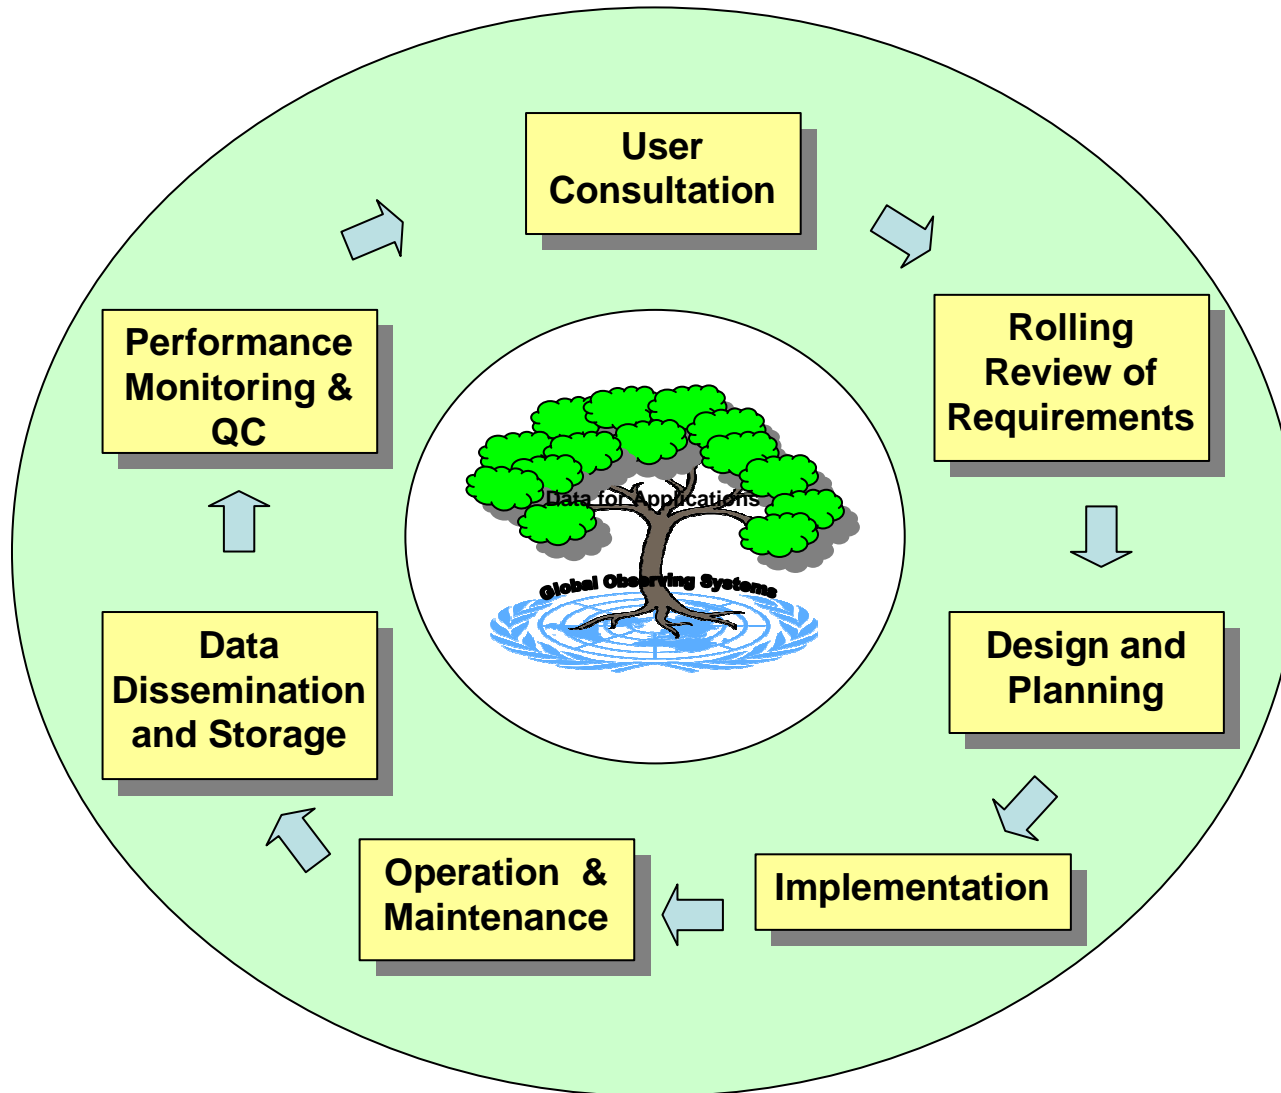 User
Consultation
Rolling
Review of
Requirements
Design and
Planning
Implementation
Operation & 
Maintenance
Data
Dissemination
and Storage
Performance
Monitoring &
QC
Data for Applications
Global Observing Systems